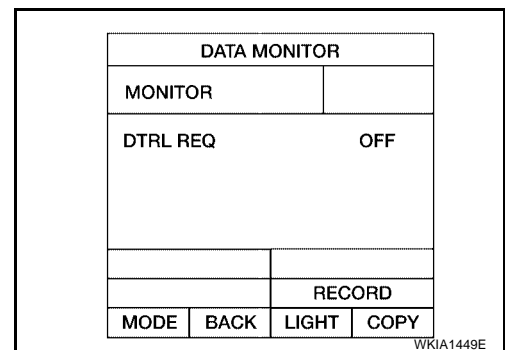 DATA MONITOR
MONITOR
DTRL REQ OFF
RECORD
MODE BACK LIGHT COPY
WKIA1449E